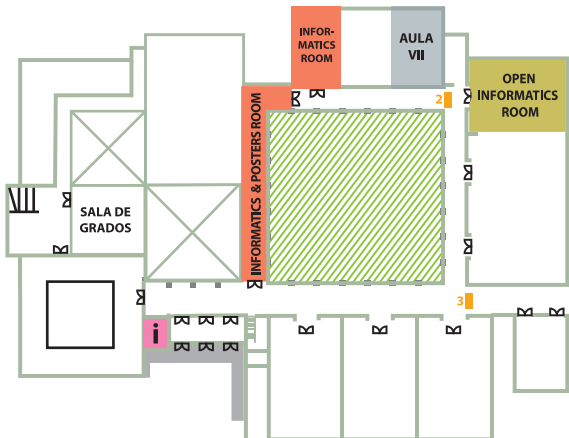 INFOR-
MATICS
ROOM
AULA
VII
OPEN
INFORMATICS
ROOM
2
INFORMATICS & POSTERS ROOM
SALA DE
GRADOS
3
i